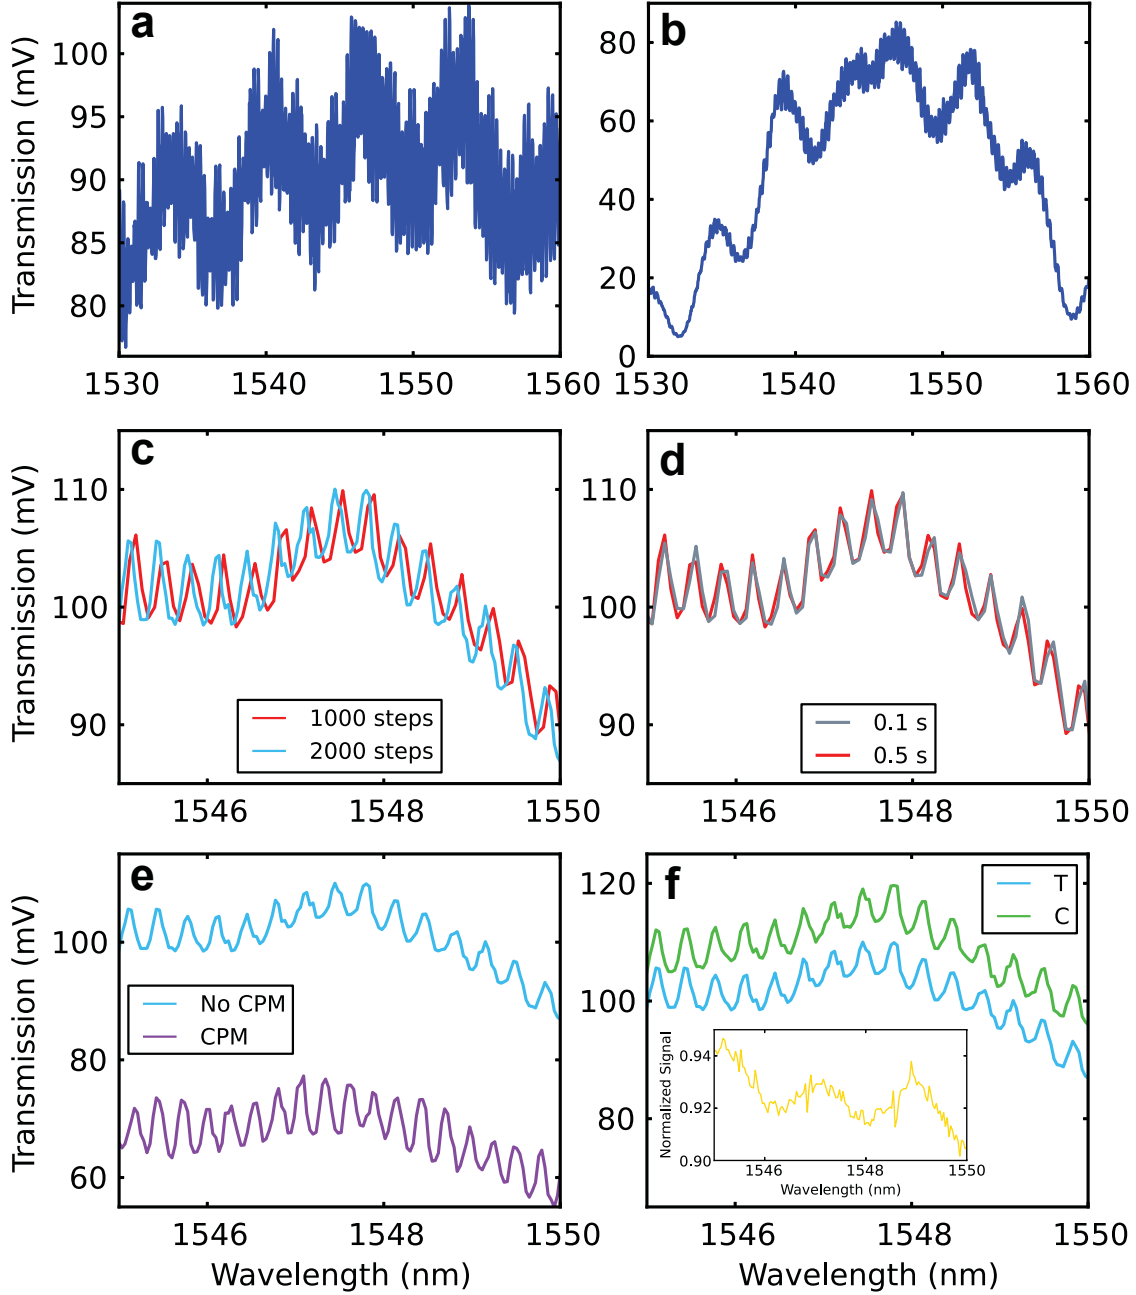 a
b
Transmission (mV)
100
95
90
85
80
80
60
40
20
0
1530
1540
1550
1560
1530
1540
1550
1560
c
d
Transmission (mV)
110
100
90
110
100
90
1000 steps
2000 steps
0.1 s
0.5 s
1546
1548
1550
1546
1548
1550
e
f
Transmission (mV)
100
80
60
120
100
80
No CPM
CPM
T
C
Normalized Signal
0.94
0.92
0.90
1546
1548
1550
Wavelength (nm)
1546
1548
1550
1546
1548
1550
Wavelength (nm)
Wavelength (nm)